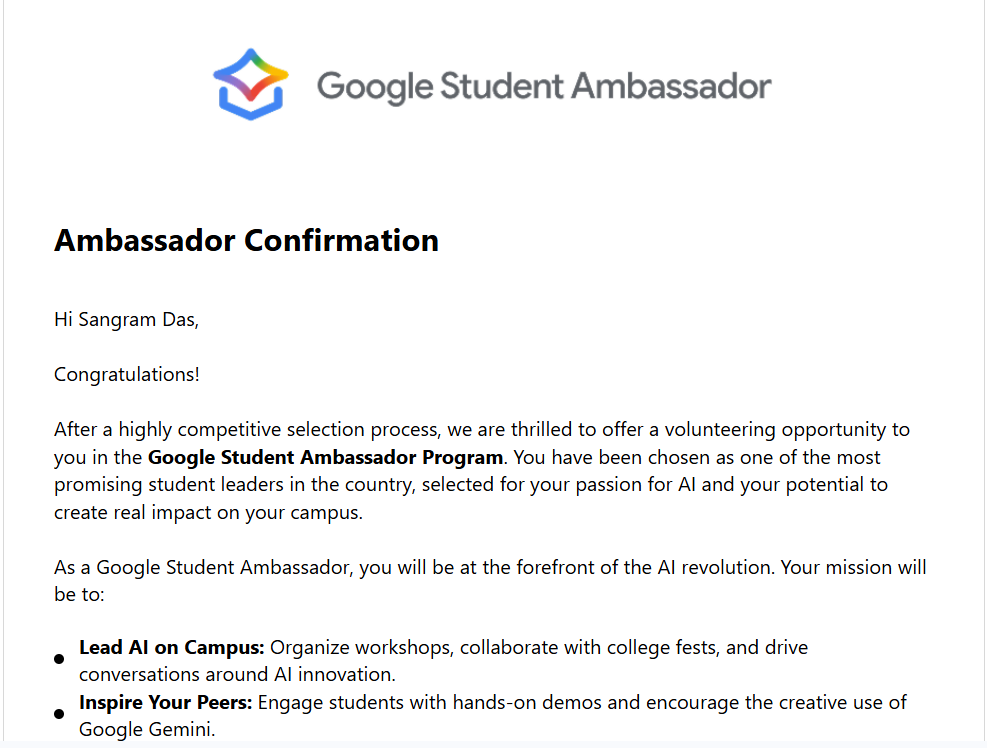 Google Student Ambassador
Ambassador Confirmation
Hi Sangram Das,
Congratulations!
After a highly competitive selection process, we are thrilled to offer a volunteering opportunity to
you in the Google Student Ambassador Program. You have been chosen as one of the most
promising student leaders in the country, selected for your passion for AI and your potential to
create real impact on your campus.
As a Google Student Ambassador, you will be at the forefront of the AI revolution. Your mission will
be to:
● Lead AI on Campus: Organize workshops, collaborate with college fests, and drive
conversations around AI innovation.
● Inspire Your Peers: Engage students with hands-on demos and encourage the creative use of
Google Gemini.